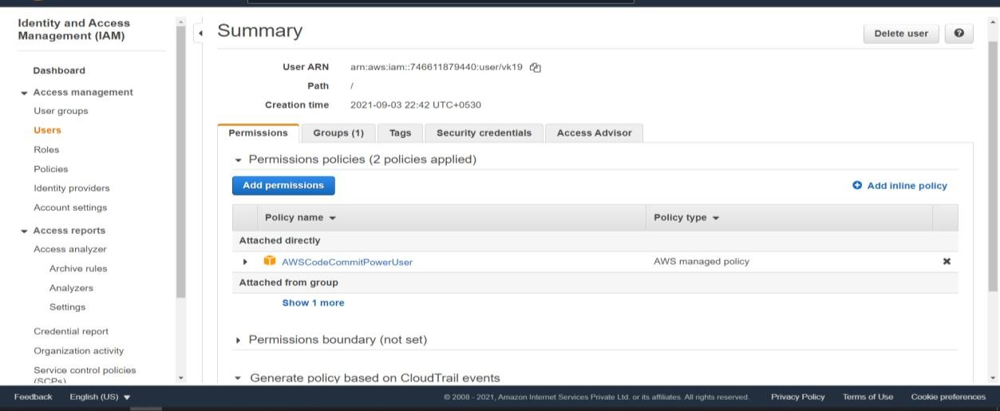 Identity and Access
Management (IAM)
Dashboard
Access management
User groups
Users
Roles
Policies
Identity providers
Account settings
Access reports
Access analyzer
Archive rules
Analyzers
Settings
Credential report
Organization activity
Service control policies
(SCPs)
Summary
Delete user
User ARN arn:aws:iam::746611879440:user/vk19
Path /
Creation time 2021-09-03 22:42 UTC+0530
Permissions Groups (1) Tags Security credentials Access Advisor
Permissions policies (2 policies applied)
Add permissions Add inline policy
Policy name Policy type
Attached directly
AWSCodeCommitPowerUser AWS managed policy
Attached from group
Show 1 more
Permissions boundary (not set)
Generate policy based on CloudTrail events
Feedback English (US) © 2008 - 2021, Amazon Internet Services Private Ltd. or its affiliates. All rights reserved. Privacy Policy Terms of Use Cookie preferences